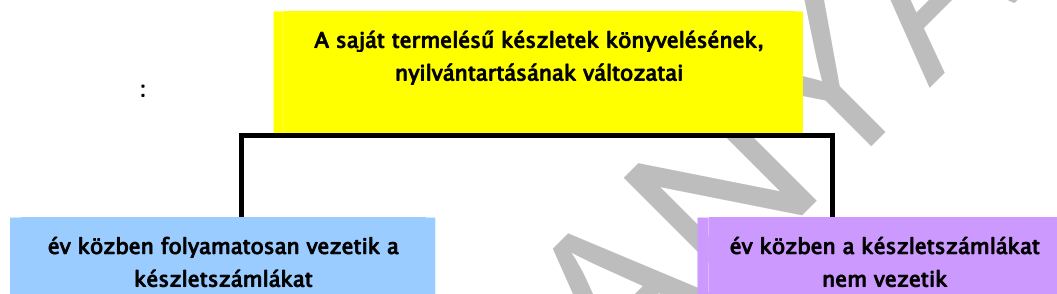 A saját termelésű készletek könyvelésének,
nyilvántartásának változatai
:
év közben folyamatosan vezetik a
készletszámlákat
év közben a készletszámlákat
nem vezetik